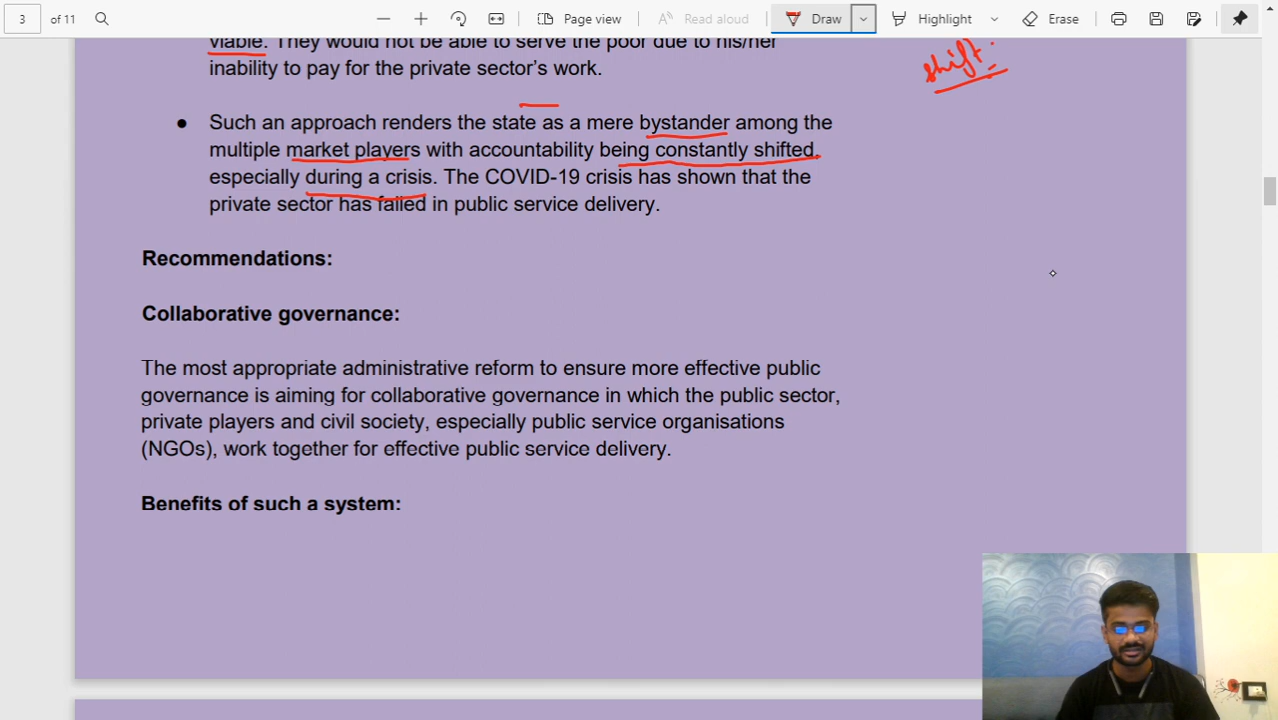 3 of 11 Page view Read aloud Draw Highlight Erase
viable. They would not be able to serve the poor due to his/her
inability to pay for the private sector's work.
shift.
● Such an approach renders the state as a mere bystander among the
multiple market players with accountability being constantly shifted,
especially during a crisis. The COVID-19 crisis has shown that the
private sector has failed in public service delivery.
Recommendations:
Collaborative governance:
The most appropriate administrative reform to ensure more effective public
governance is aiming for collaborative governance in which the public sector,
private players and civil society, especially public service organisations
(NGOs), work together for effective public service delivery.
Benefits of such a system: